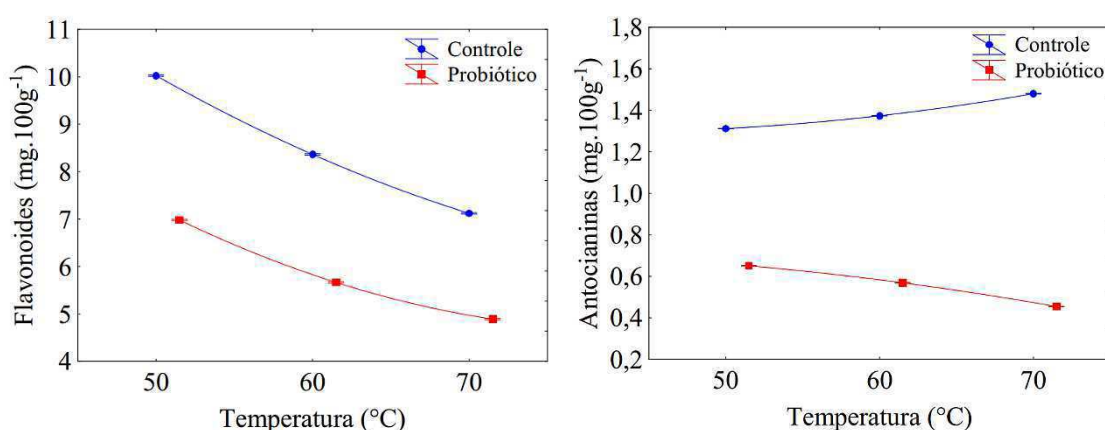 11
10
9
8
7
6
5
4
Flavonoides (mg.100g⁻¹)
Controle
Probiótico
50 60 70
Temperatura (°C)
1,8
1,6
1,4
1,2
1,0
0,8
0,6
0,4
0,2
Antocianinas (mg.100g⁻¹)
Controle
Probiótico
50 60 70
Temperatura (°C)